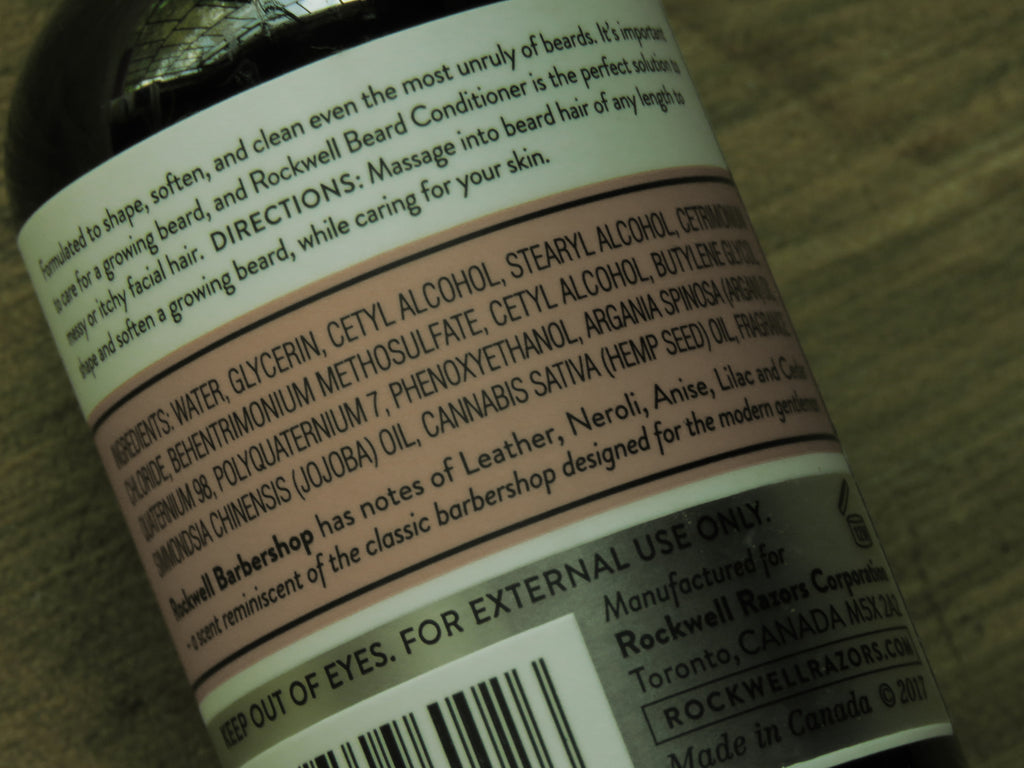 Formulated to shape, soften, and clean even the most unruly of beards. It's important
to care for a growing beard, and Rockwell Beard Conditioner is the perfect solution to
messy or itchy facial hair. DIRECTIONS: Massage into beard hair of any length to
shape and soften a growing beard, while caring for your skin.
INGREDIENTS: WATER, GLYCERIN, CETYL ALCOHOL, STEARYL ALCOHOL,
CHLORIDE, BEHENTRIMONIUM METHOSULFATE, CETYL ALCOHOL, BUTYLENE GLYCOL,
QUATERNIUM 98, POLYQUATERNIUM 7, PHENOXYETHANOL, ARGANIA SPINOSA (ARGAN)
SIMMONDSIA CHINENSIS (JOJOBA) OIL, CANNABIS SATIVA (HEMP SEED) OIL, FRAGRANCE
Rockwell Barbershop has notes of Leather, Neroli, Anise, Lilac and Cedar
- a scent reminiscent of the classic barbershop designed for the modern gentleman
KEEP OUT OF EYES. FOR EXTERNAL USE ONLY.
Manufactured for
Rockwell Razors Corporation
Toronto, CANADA M5X 2A2
ROCKWELLRAZORS.COM
Made in Canada © 2017